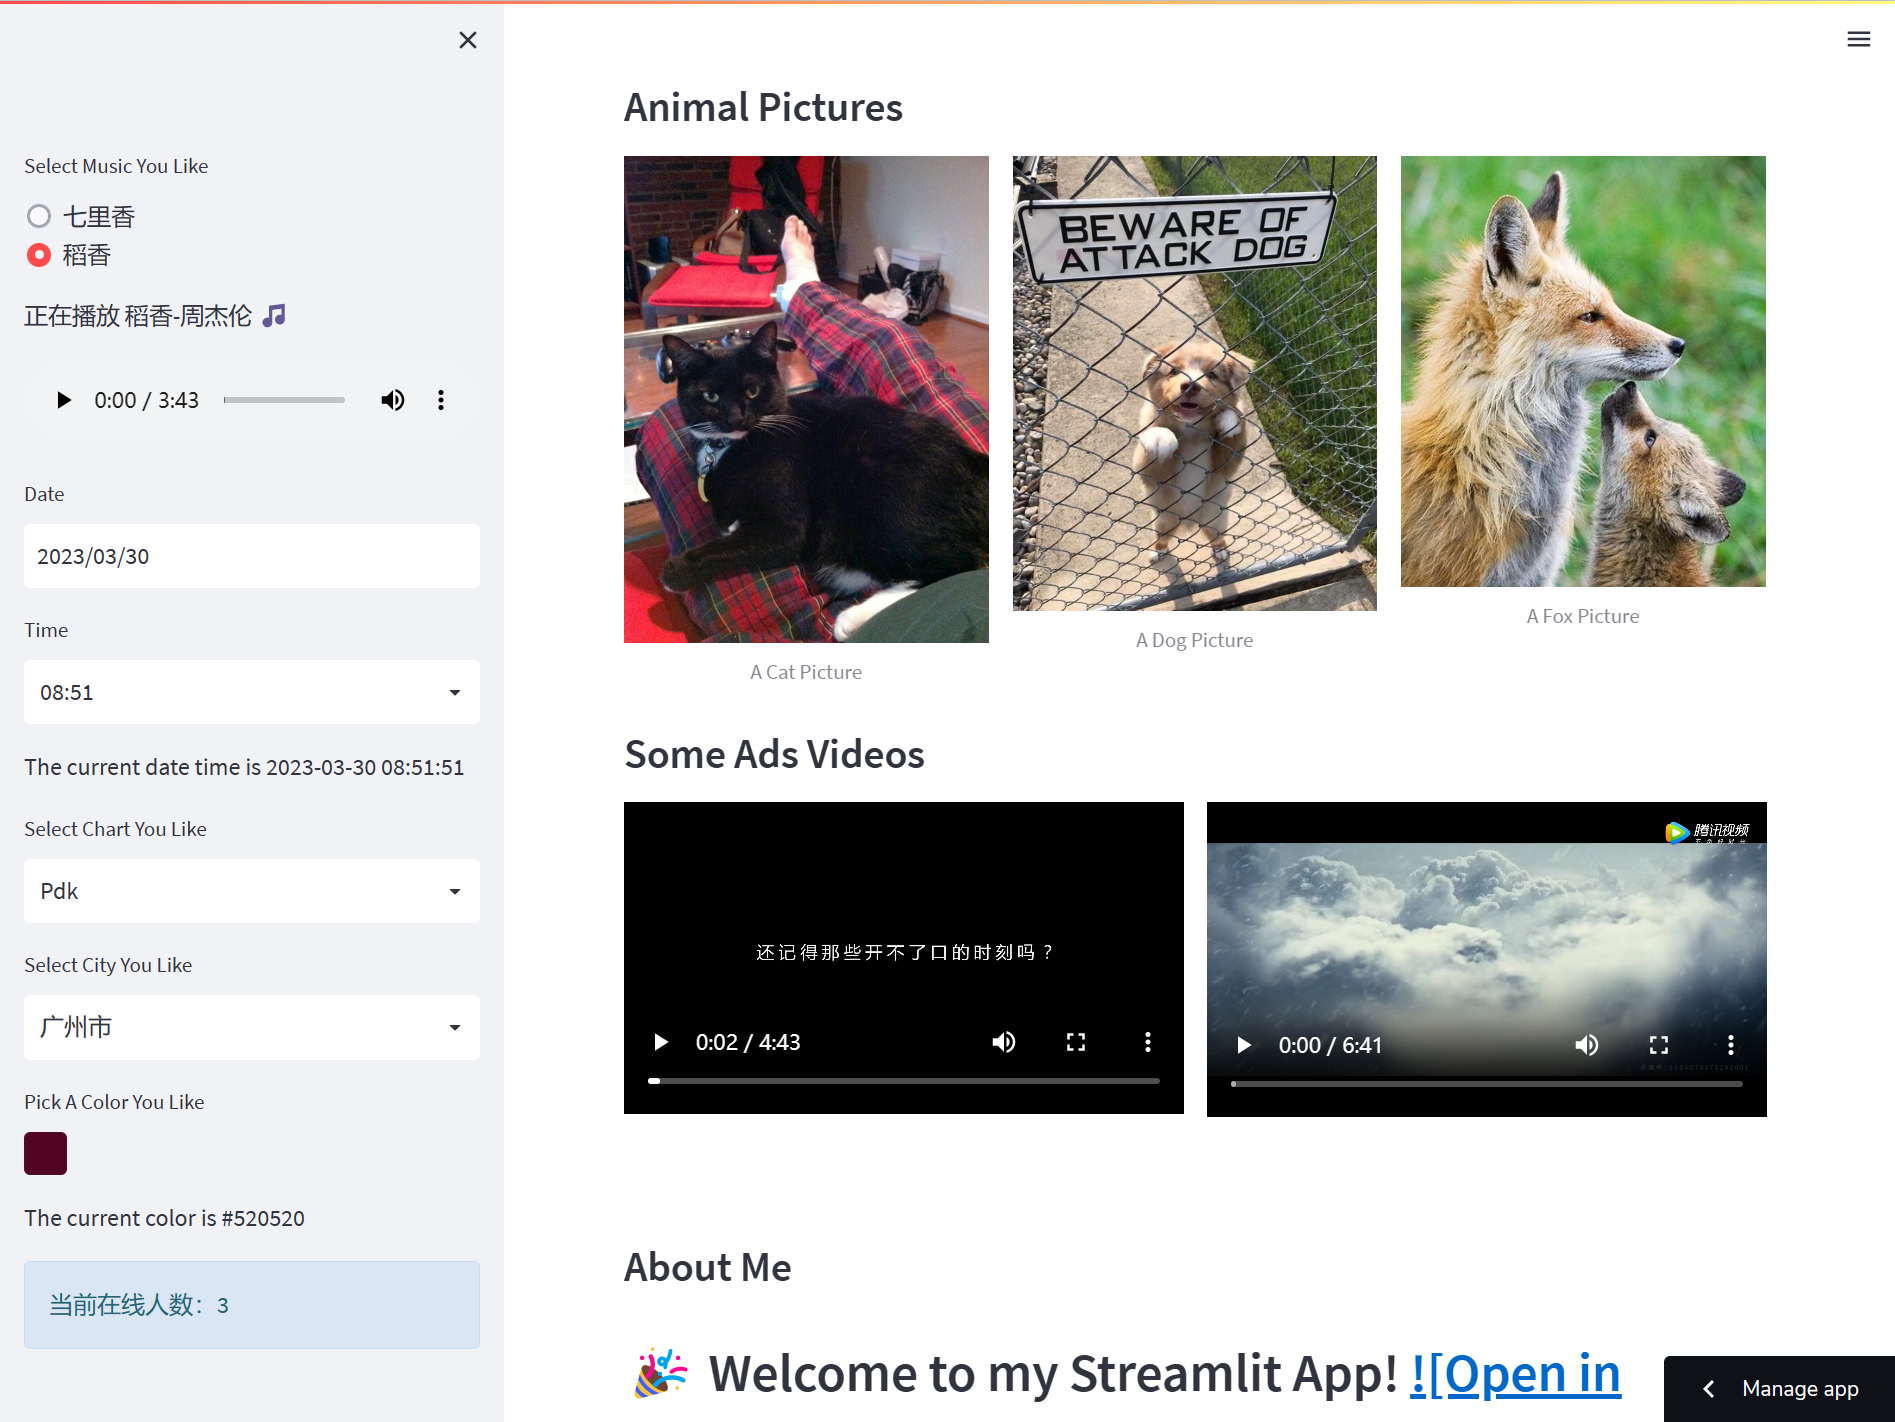 Select Music You Like
七里香
稻香
正在播放 稻香-周杰伦 🎵
0:00 / 3:43
Date
2023/03/30
Time
08:51
The current date time is 2023-03-30 08:51:51
Select Chart You Like
Pdk
Select City You Like
广州市
Pick A Color You Like
The current color is #520520
当前在线人数：3
Animal Pictures
BEWARE OF
ATTACK DOG
A Cat Picture
A Dog Picture
A Fox Picture
Some Ads Videos
还记得那些开不了口的时刻吗？
0:02 / 4:43
腾讯视频
0:00 / 6:41
About Me
🎉 Welcome to my Streamlit App! ![Open in
Manage app